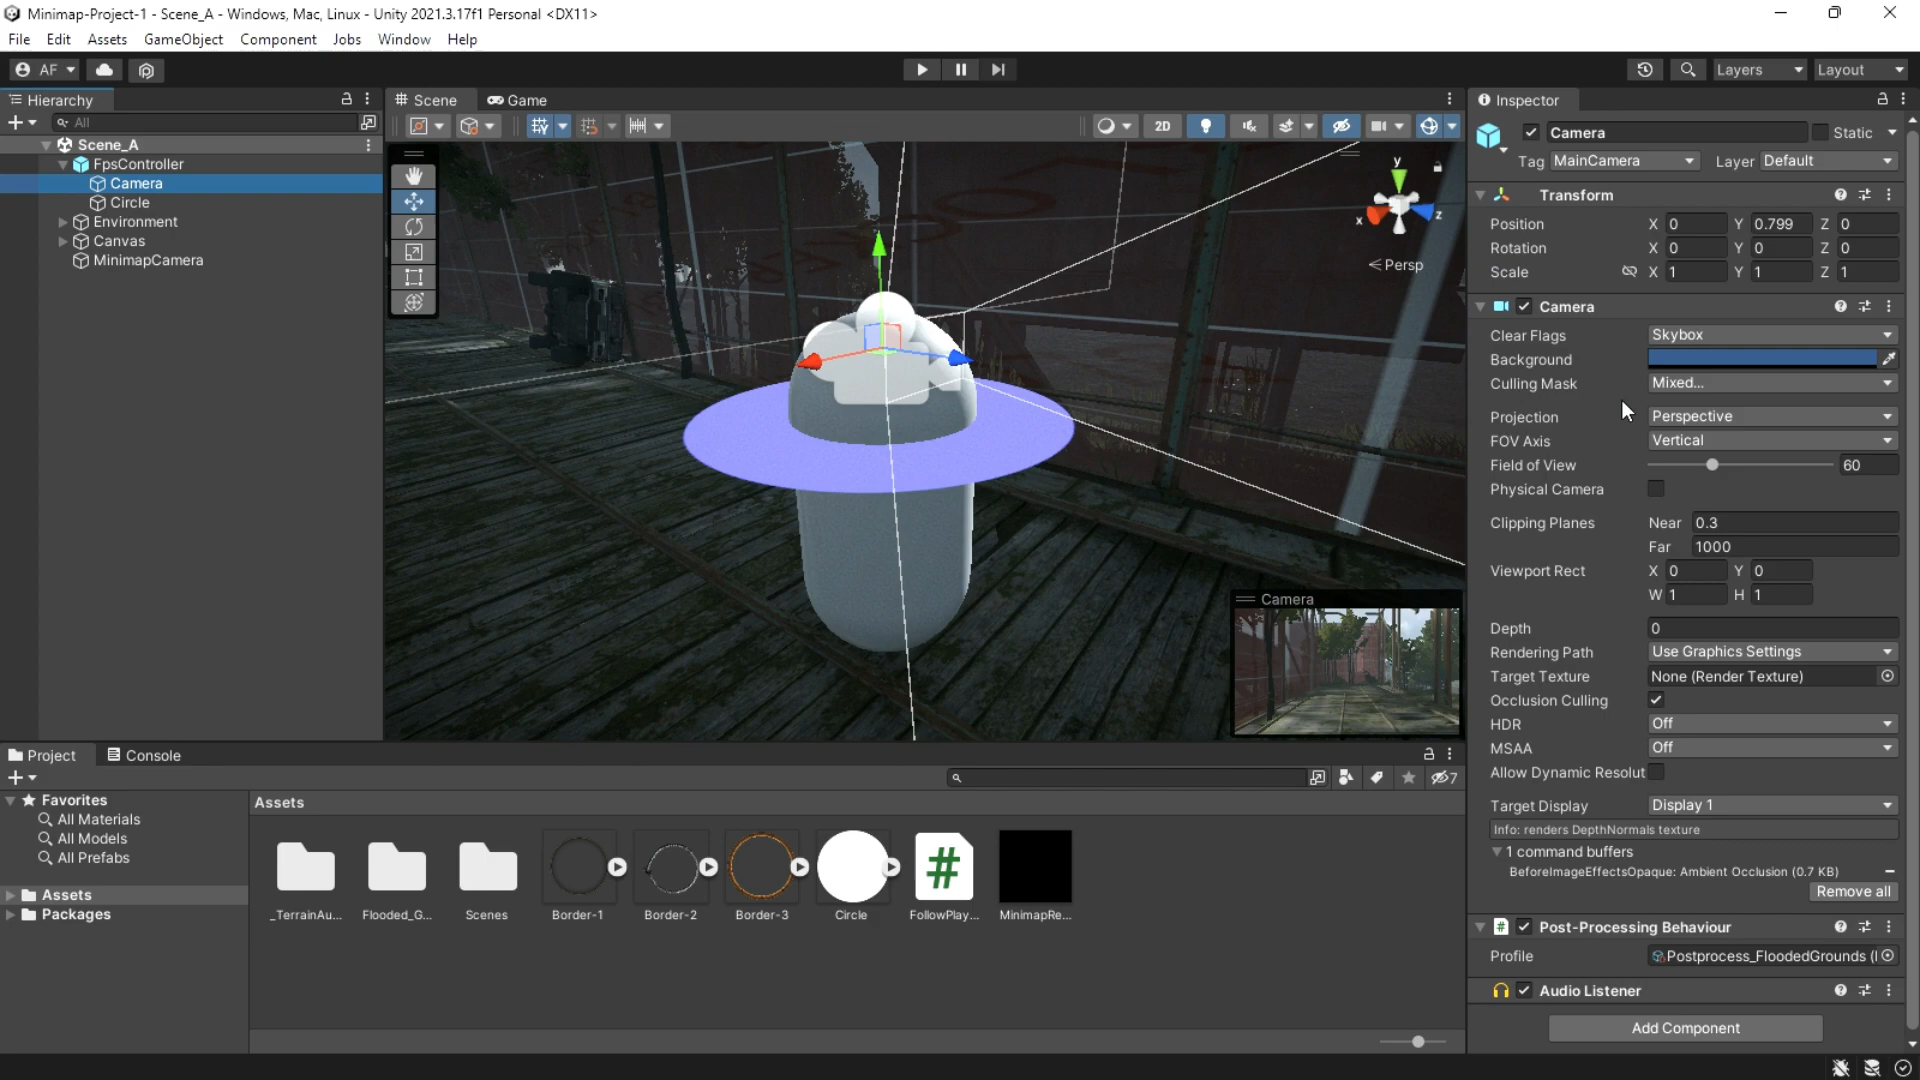 Minimap-Project-1 - Scene_A - Windows, Mac, Linux - Unity 2021.3.17f1 Personal <DX11>
File Edit Assets GameObject Component Jobs Window Help
AF Layers Layout
Hierarchy
All
Scene_A
FpsController
Camera
Circle
Environment
Canvas
MinimapCamera
Scene Game
2D
y
x z
Persp
Camera
Inspector
Camera Static
Tag MainCamera Layer Default
Transform
Position X 0 Y 0.799 Z 0
Rotation X 0 Y 0 Z 0
Scale X 1 Y 1 Z 1
Camera
Clear Flags Skybox
Background
Culling Mask Mixed...
Projection Perspective
FOV Axis Vertical
Field of View 60
Physical Camera
Clipping Planes Near 0.3
Far 1000
Viewport Rect X 0 Y 0
W 1 H 1
Depth 0
Rendering Path Use Graphics Settings
Target Texture None (Render Texture)
Occlusion Culling
HDR Off
MSAA Off
Allow Dynamic Resolut
Target Display Display 1
Info: renders DepthNormals texture
1 command buffers
BeforeImageEffectsOpaque: Ambient Occlusion (0.7 KB)
Remove all
Post-Processing Behaviour
Profile Postprocess_FloodedGrounds (
Audio Listener
Add Component
Project Console
7
Favorites
All Materials
All Models
All Prefabs
Assets
Packages
Assets
_TerrainAu... Flooded_G... Scenes Border-1 Border-2 Border-3 Circle FollowPlay... MinimapRe...